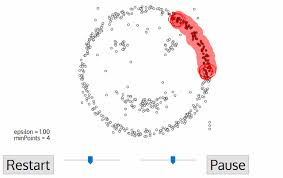 epsilon = 1.00
minPoints = 4
Restart
Pause